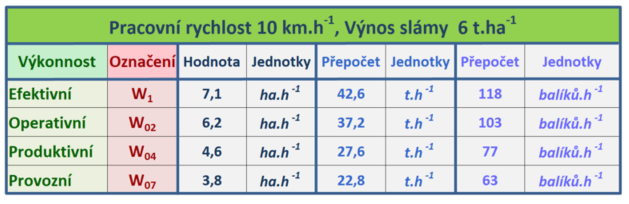 Pracovní rychlost 10 km.h⁻¹, Výnos slámy 6 t.ha⁻¹
Výkonnost Označení Hodnota Jednotky Přepočet Jednotky Přepočet Jednotky
Efektivní W₁ 7,1 ha.h⁻¹ 42,6 t.h⁻¹ 118 balíků.h⁻¹
Operativní W₀₂ 6,2 ha.h⁻¹ 37,2 t.h⁻¹ 103 balíků.h⁻¹
Produktivní W₀₄ 4,6 ha.h⁻¹ 27,6 t.h⁻¹ 77 balíků.h⁻¹
Provozní W₀₇ 3,8 ha.h⁻¹ 22,8 t.h⁻¹ 63 balíků.h⁻¹